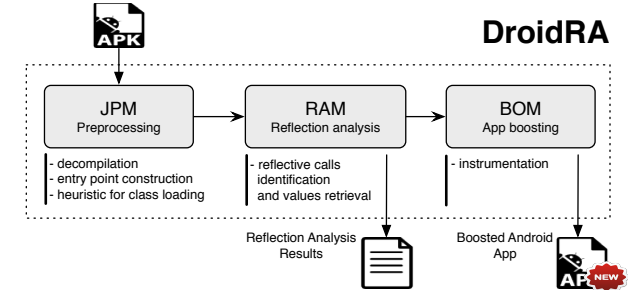 APK
DroidRA
JPM
Preprocessing
RAM
Reflection analysis
BOM
App boosting
- decompilation
- entry point construction
- heuristic for class loading
- reflective calls
identification
and values retrieval
- instrumentation
Reflection Analysis
Results
Boosted Android
App
AP
NEW